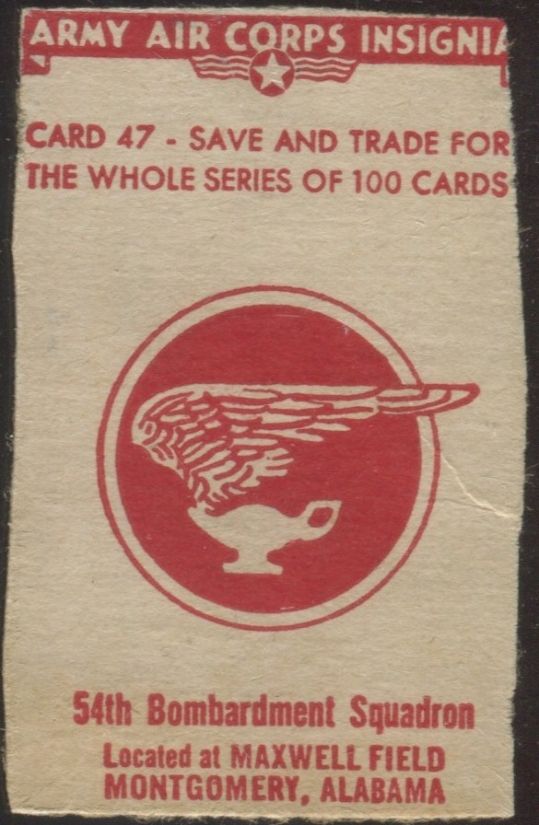 ARMY AIR CORPS INSIGNIA
CARD 47 - SAVE AND TRADE FOR
THE WHOLE SERIES OF 100 CARDS
54th Bombardment Squadron
Located at MAXWELL FIELD
MONTGOMERY, ALABAMA